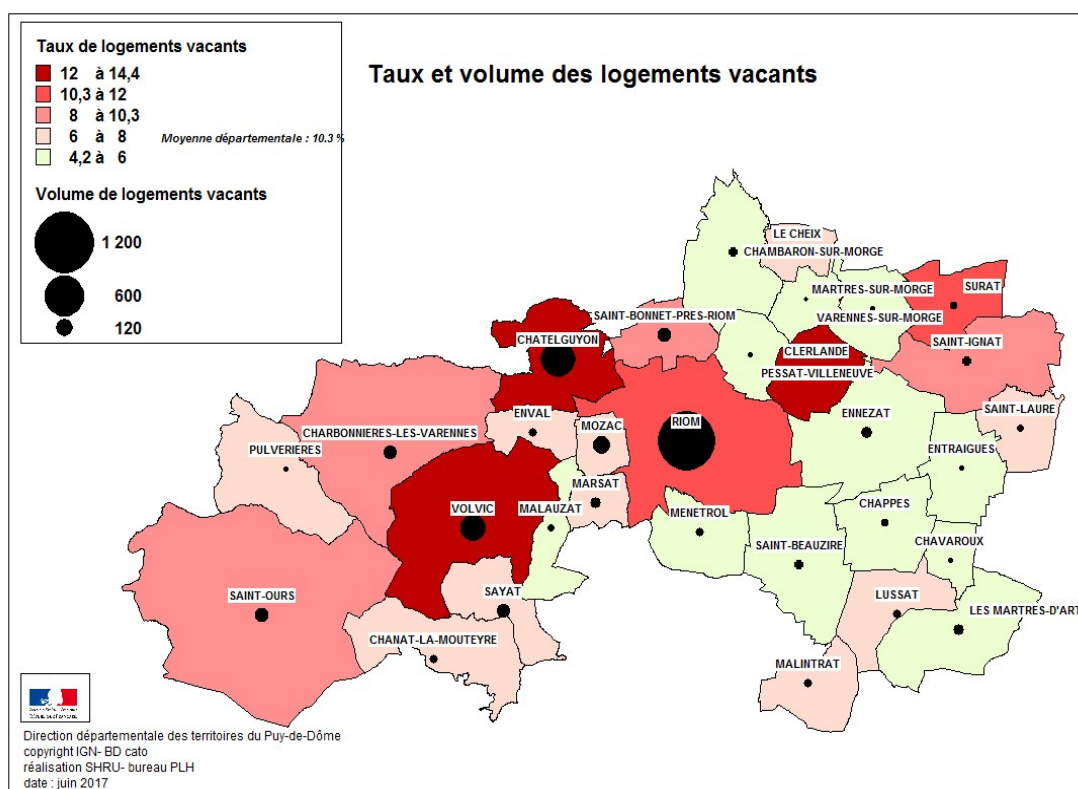 Taux de logements vacants
12 à 14,4
10,3 à 12
8 à 10,3
6 à 8
Moyenne départementale : 10.3 %
4,2 à 6
Volume de logements vacants
1 200
600
120
Taux et volume des logements vacants
LE CHEIX
CHAMBARON-SUR-MORGE
MARTRES-SUR-MORGE
SURAT
SAINT-BONNET-PRES-RIOM
VARENNES-SUR-MORGE
CHATELGUYON
CLERLANDE
SAINT-IGNAT
PESSAT-VILLENEUVE
ENVAL
ENNEZAT
SAINT-LAURE
CHARBONNIERES-LES-VARENNES
MOZAC
RIOM
PULVERIERES
ENTRAIGUES
MARSAT
VOLVIC
MALAUZAT
MENETROL
CHAPPES
CHAVAROUX
SAINT-BEAUZIRE
SAINT-OURS
SAYAT
LUSSAT
LES MARTRES-D'ART
CHANAT-LA-MOUTEYRE
MALINTRAT
Direction départementale des territoires du Puy-de-Dôme
copyright IGN- BD cato
réalisation SHRU- bureau PLH
date : juin 2017